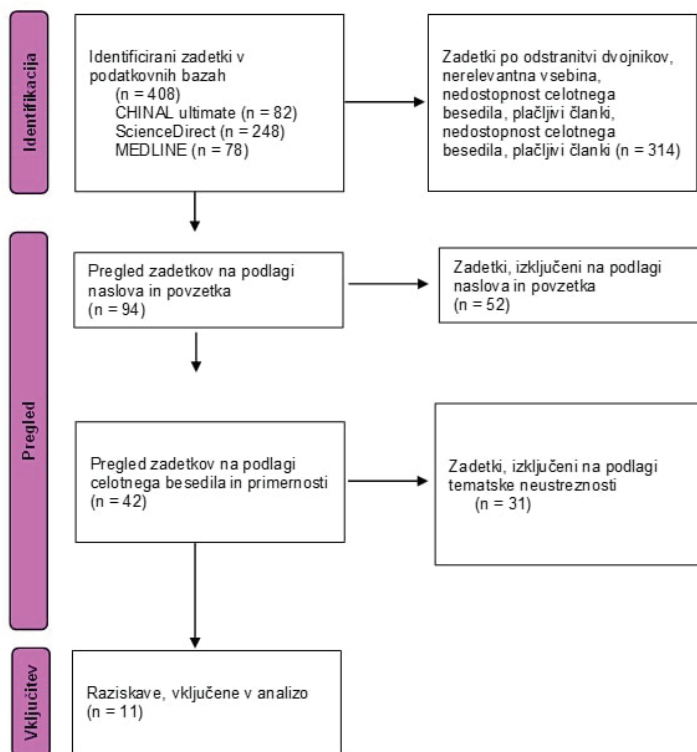 Identifikacija
Identificirani zadetki v
podatkovnih bazah
(n = 408)
CHINAL ultimate (n = 82)
ScienceDirect (n = 248)
MEDLINE (n = 78)
Zadetki po odstranitvi dvojnikov,
nerelevantna vsebina,
nedostopnost celotnega
besedila, plačljivi članki,
nedostopnost celotnega
besedila, plačljivi članki (n = 314)
Pregled
Pregled zadetkov na podlagi
naslova in povzetka
(n = 94)
Zadetki, izključeni na podlagi
naslova in povzetka
(n = 52)
Pregled zadetkov na podlagi
celotnega besedila in primernosti
(n = 42)
Zadetki, izključeni na podlagi
tematske neustreznosti
(n = 31)
Vključitev
Raziskave, vključene v analizo
(n = 11)